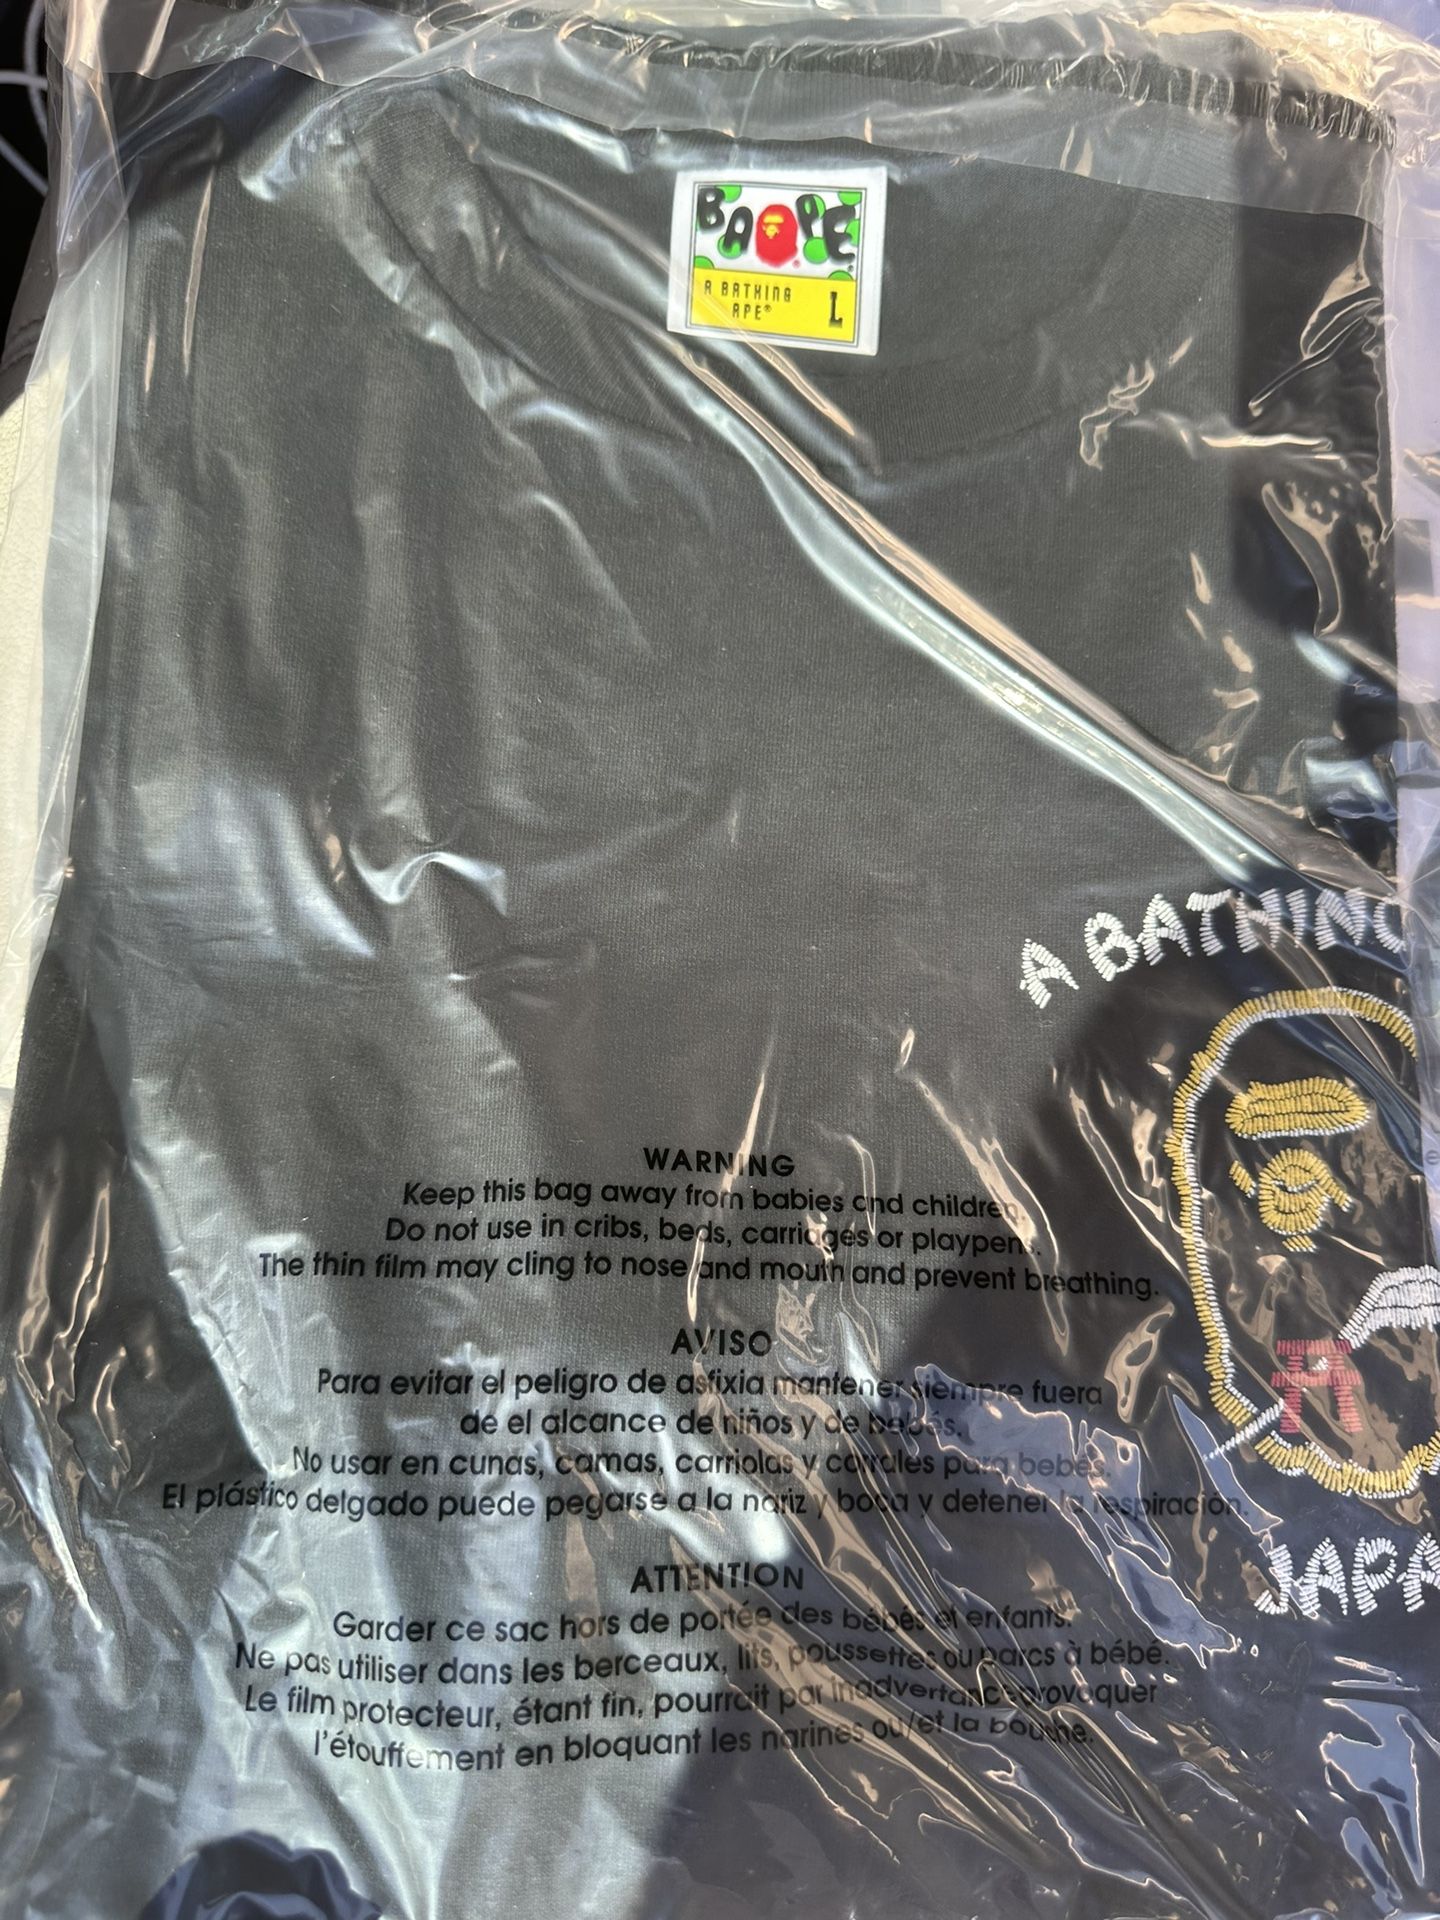 BAPE
A BATHING
APE® L
A BATHING
R
JAPA
WARNING
Keep this bag away from babies and children.
Do not use in cribs, beds, carriages or playpens.
The thin film may cling to nose and mouth and prevent breathing.
AVISO
Para evitar el peligro de asfixia mantener siempre fuera
de el alcance de niños y de bebés.
No usar en cunas, camas, carriolas y corrales para bebés.
El plástico delgado puede pegarse a la nariz y boca y detener la respiración.
ATTENTION
Garder ce sac hors de portée des bébés et enfants.
Ne pas utiliser dans les berceaux, lits, poussettes ou parcs à bébé.
Le film protecteur, étant fin, pourrait par inadvertance provoquer
l'étouffement en bloquant les narines ou/et la bouche.